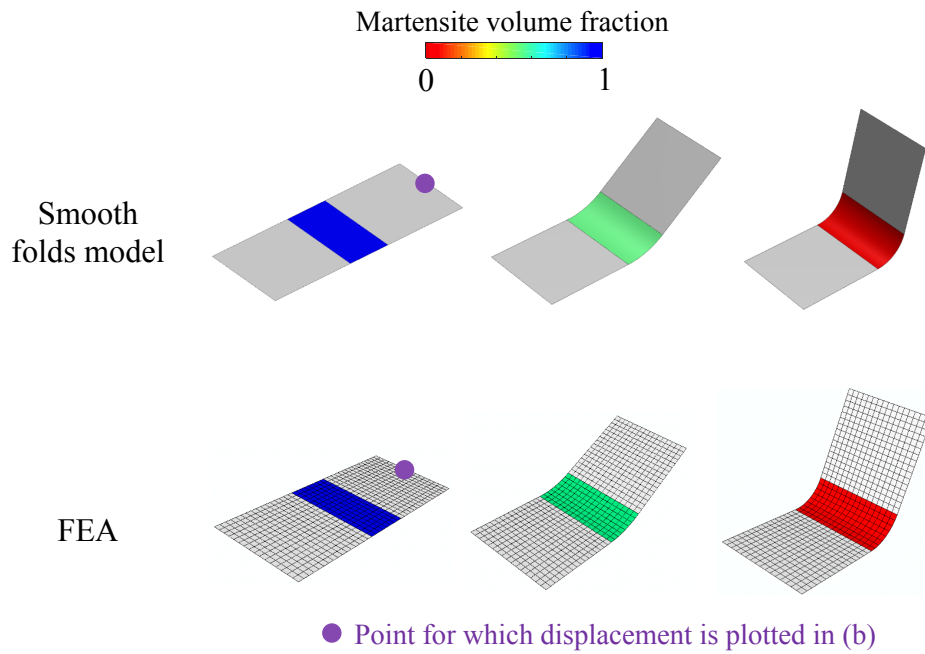 Martensite volume fraction
0 1
Smooth
folds model
FEA
Point for which displacement is plotted in (b)